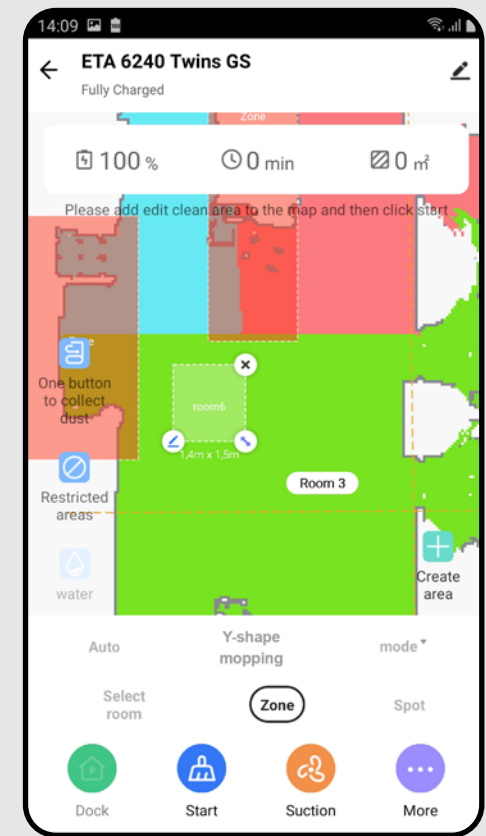 14:09
ETA 6240 Twins GS
Fully Charged
Zone
100 %
0 min
0 ㎡
Please add edit clean area to the map and then click start
One button
to collect
dust
room6
1,4m x 1,5m
Room 3
Restricted
areas
water
Create
area
Auto
Y-shape
mopping
mode
Select
room
Zone
Spot
Dock
Start
Suction
More